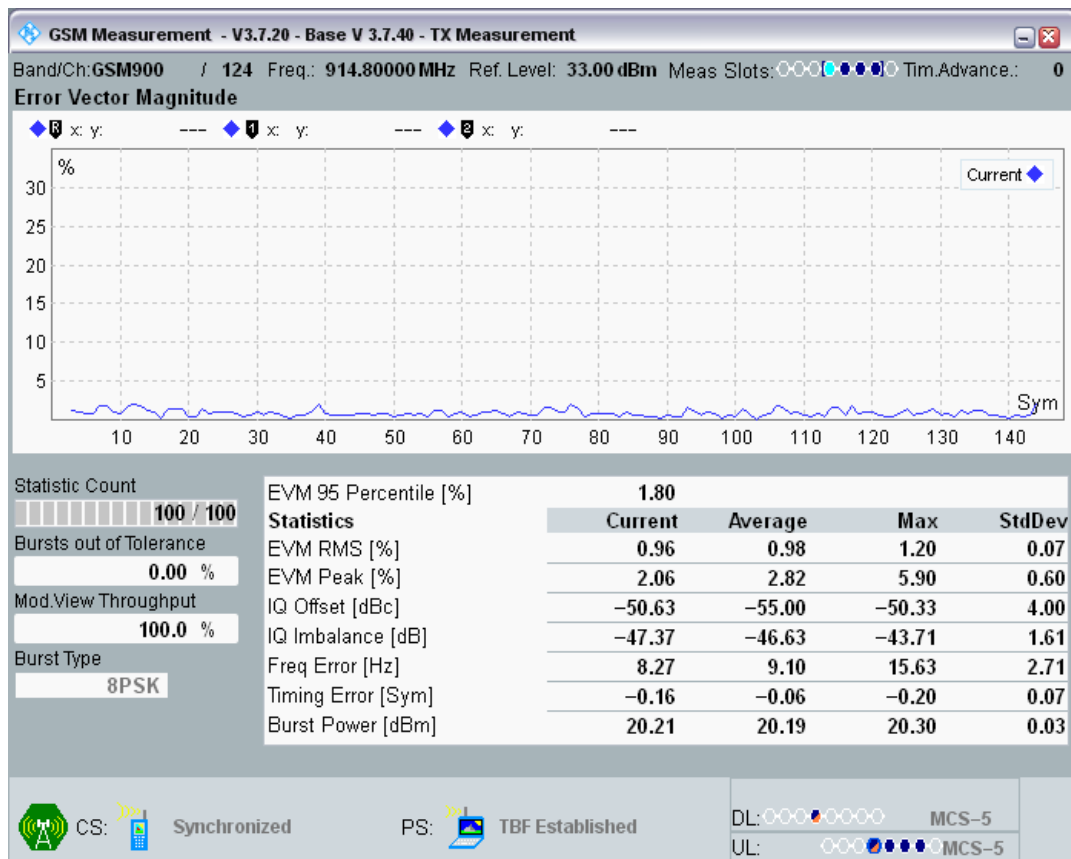 GSM Measurement - V3.7.20 - Base V 3.7.40 - TX Measurement
Band/Ch:GSM900 / 124 Freq.: 914.80000 MHz Ref. Level: 33.00 dBm Meas Slots: Tim.Advance.: 0
Error Vector Magnitude
R x: y: --- 1 x: y: --- 2 x: y: ---
%
Current
30
25
20
15
10
5
Sym
10 20 30 40 50 60 70 80 90 100 110 120 130 140
Statistic Count
100 / 100
Bursts out of Tolerance
0.00 %
Mod.View Throughput
100.0 %
Burst Type
8PSK
EVM 95 Percentile [%] 1.80
Statistics Current Average Max StdDev
EVM RMS [%] 0.96 0.98 1.20 0.07
EVM Peak [%] 2.06 2.82 5.90 0.60
IQ Offset [dBc] −50.63 −55.00 −50.33 4.00
IQ Imbalance [dB] −47.37 −46.63 −43.71 1.61
Freq Error [Hz] 8.27 9.10 15.63 2.71
Timing Error [Sym] −0.16 −0.06 −0.20 0.07
Burst Power [dBm] 20.21 20.19 20.30 0.03
CS: Synchronized PS: TBF Established
DL: MCS−5
UL: MCS−5